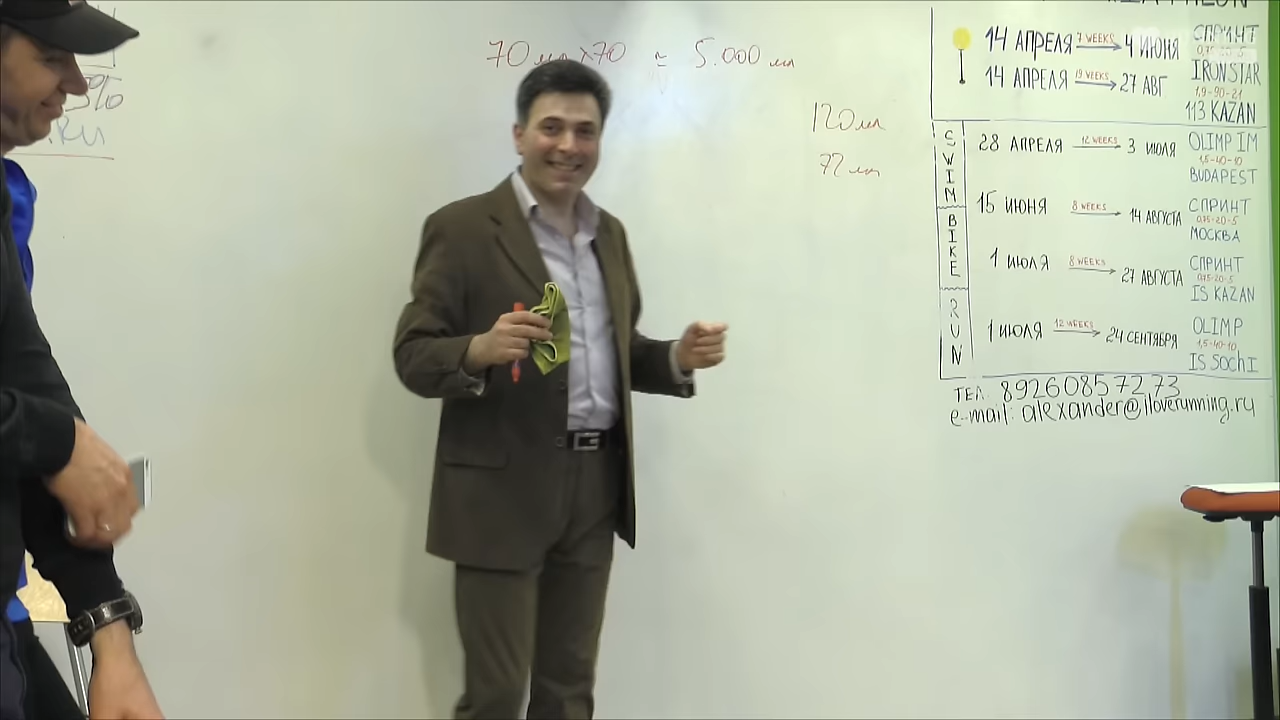 5%
.RU
70 мл x 70 ≈ 5.000 мл
120 мл
72 мл
14 АПРЕЛЯ 7 WEEKS → 4 ИЮНЯ СПРИНТ
0,75-20-5
14 АПРЕЛЯ 19 WEEKS → 27 АВГ IRONSTAR
1,9-90-21
113 KAZAN
SWIM
BIKE
RUN
28 АПРЕЛЯ 12 WEEKS → 3 ИЮЛЯ OLIMP IM
1,5-40-10
BUDAPEST
15 ИЮНЯ 8 WEEKS → 14 АВГУСТА СПРИНТ
0,75-20-5
МОСКВА
1 ИЮЛЯ 8 WEEKS → 27 АВГУСТА СПРИНТ
0,75-20-5
IS KAZAN
1 ИЮЛЯ 12 WEEKS → 24 СЕНТЯБРЯ OLIMP
1,5-40-10
IS SOCHI
ТЕЛ. 89260857273
e-mail: alexander@iloverunning.ru